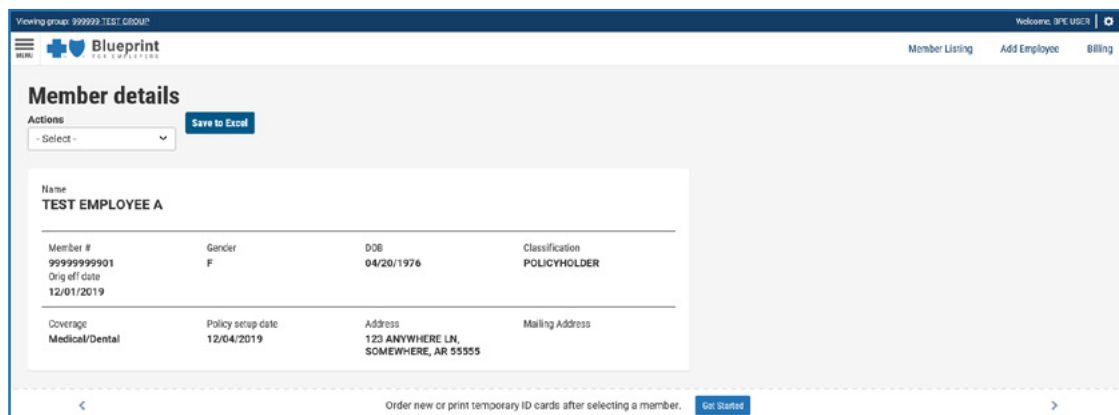 Viewing group: 999999 TEST GROUP
Welcome, BPE USER
MENU
Blueprint
FOR EMPLOYERS
Member Listing
Add Employee
Billing
Member details
Actions
- Select -
Save to Excel
Name
TEST EMPLOYEE A
Member # Gender DOB Classification
99999999901 F 04/20/1976 POLICYHOLDER
Orig eff date
12/01/2019
Coverage Policy setup date Address Mailing Address
Medical/Dental 12/04/2019 123 ANYWHERE LN,
SOMEWHERE, AR 55555
Order new or print temporary ID cards after selecting a member. Get Started